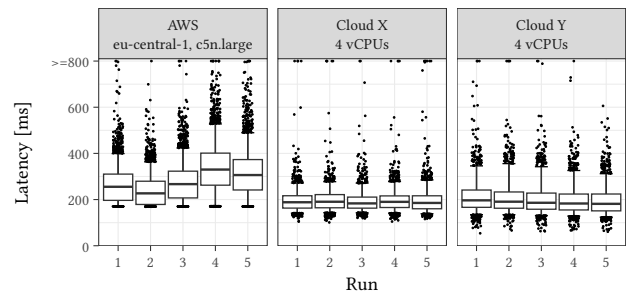 AWS
eu-central-1, c5n.large
Cloud X
4 vCPUs
Cloud Y
4 vCPUs
Latency [ms]
>=800
600
400
200
0
1 2 3 4 5
1 2 3 4 5
1 2 3 4 5
Run